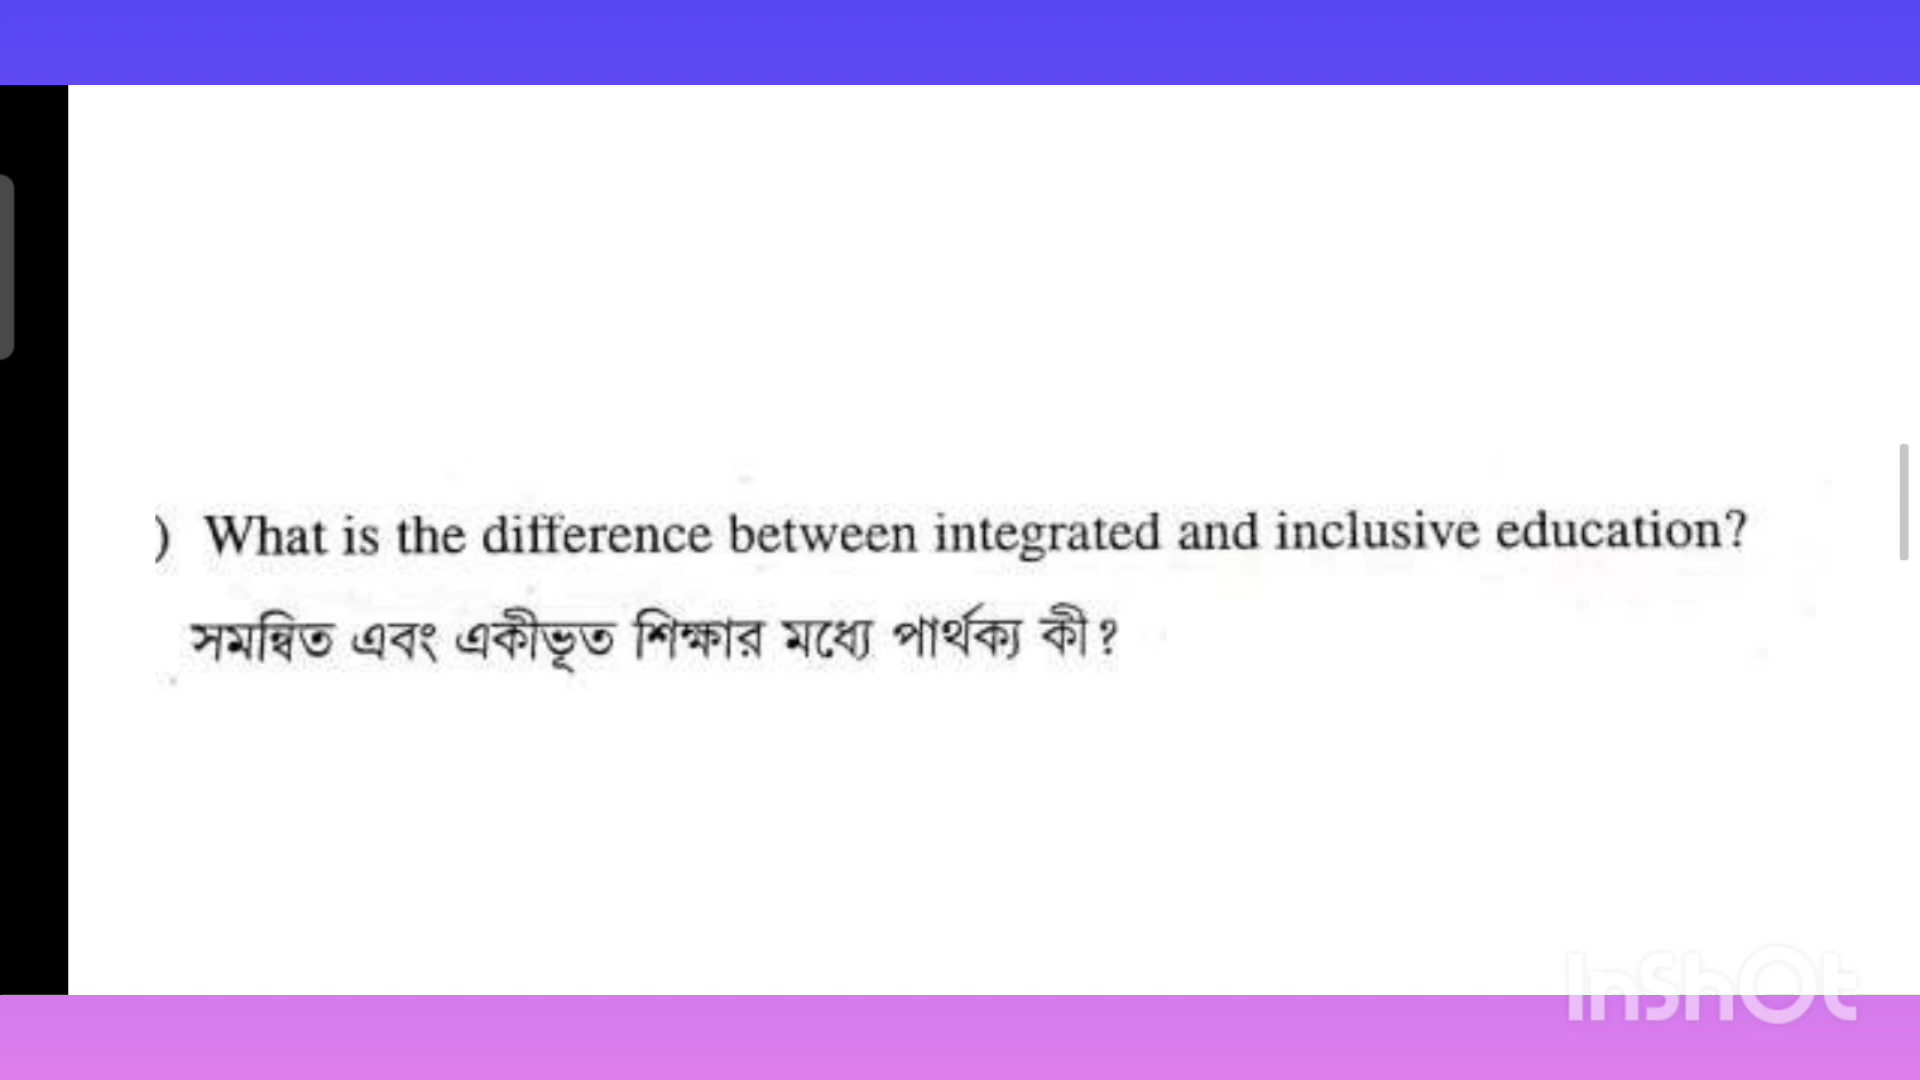 ) What is the difference between integrated and inclusive education?
সমন্বিত এবং একীভূত শিক্ষার মধ্যে পার্থক্য কী?
InShOt